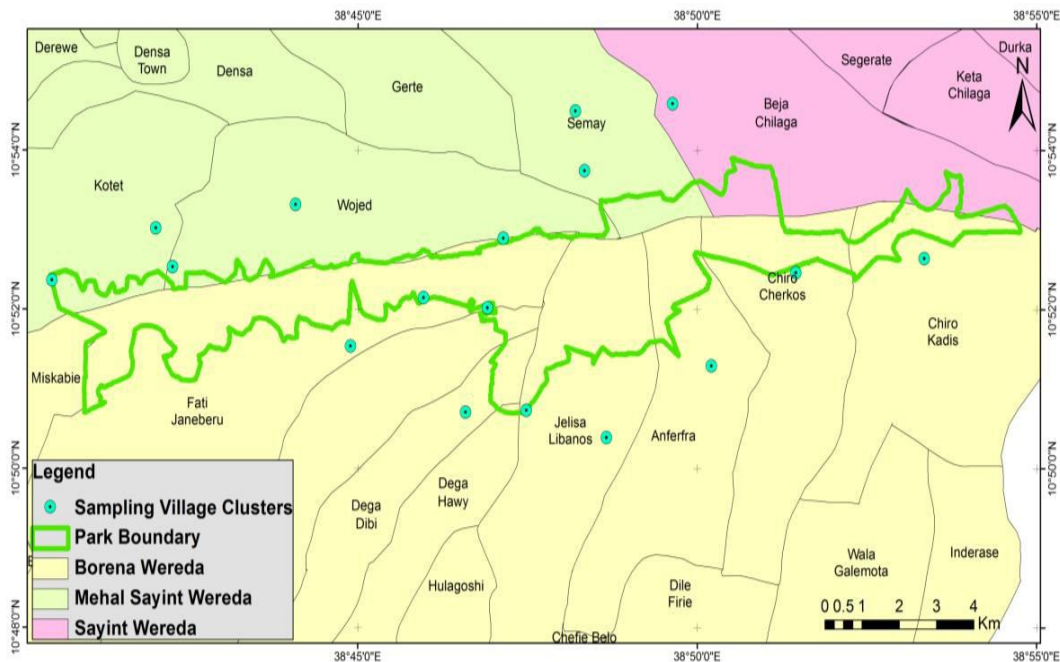 38°45'0"E
38°50'0"E
38°55'0"E
Derewe
Densa
Town
Densa
Gerte
Semay
Beja
Chilaga
Segerate
Durka
Keta
Chilaga
N
10°54'0"N
10°54'0"N
Kotet
Wojed
Chiro
Cherkos
10°52'0"N
10°52'0"N
Chiro
Kadis
Miskabie
Fati
Janeberu
Jelisa
Libanos
Anferfra
10°50'0"N
10°50'0"N
Dega
Hawy
Dega
Dibi
Hulagoshi
Dile
Firie
Wala
Galemota
Inderase
Chefie Belo
Legend
Sampling Village Clusters
Park Boundary
Borena Wereda
Mehal Sayint Wereda
Sayint Wereda
0 0.5 1 2 3 4
Km
10°48'0"N
10°48'0"N
38°45'0"E
38°50'0"E
38°55'0"E